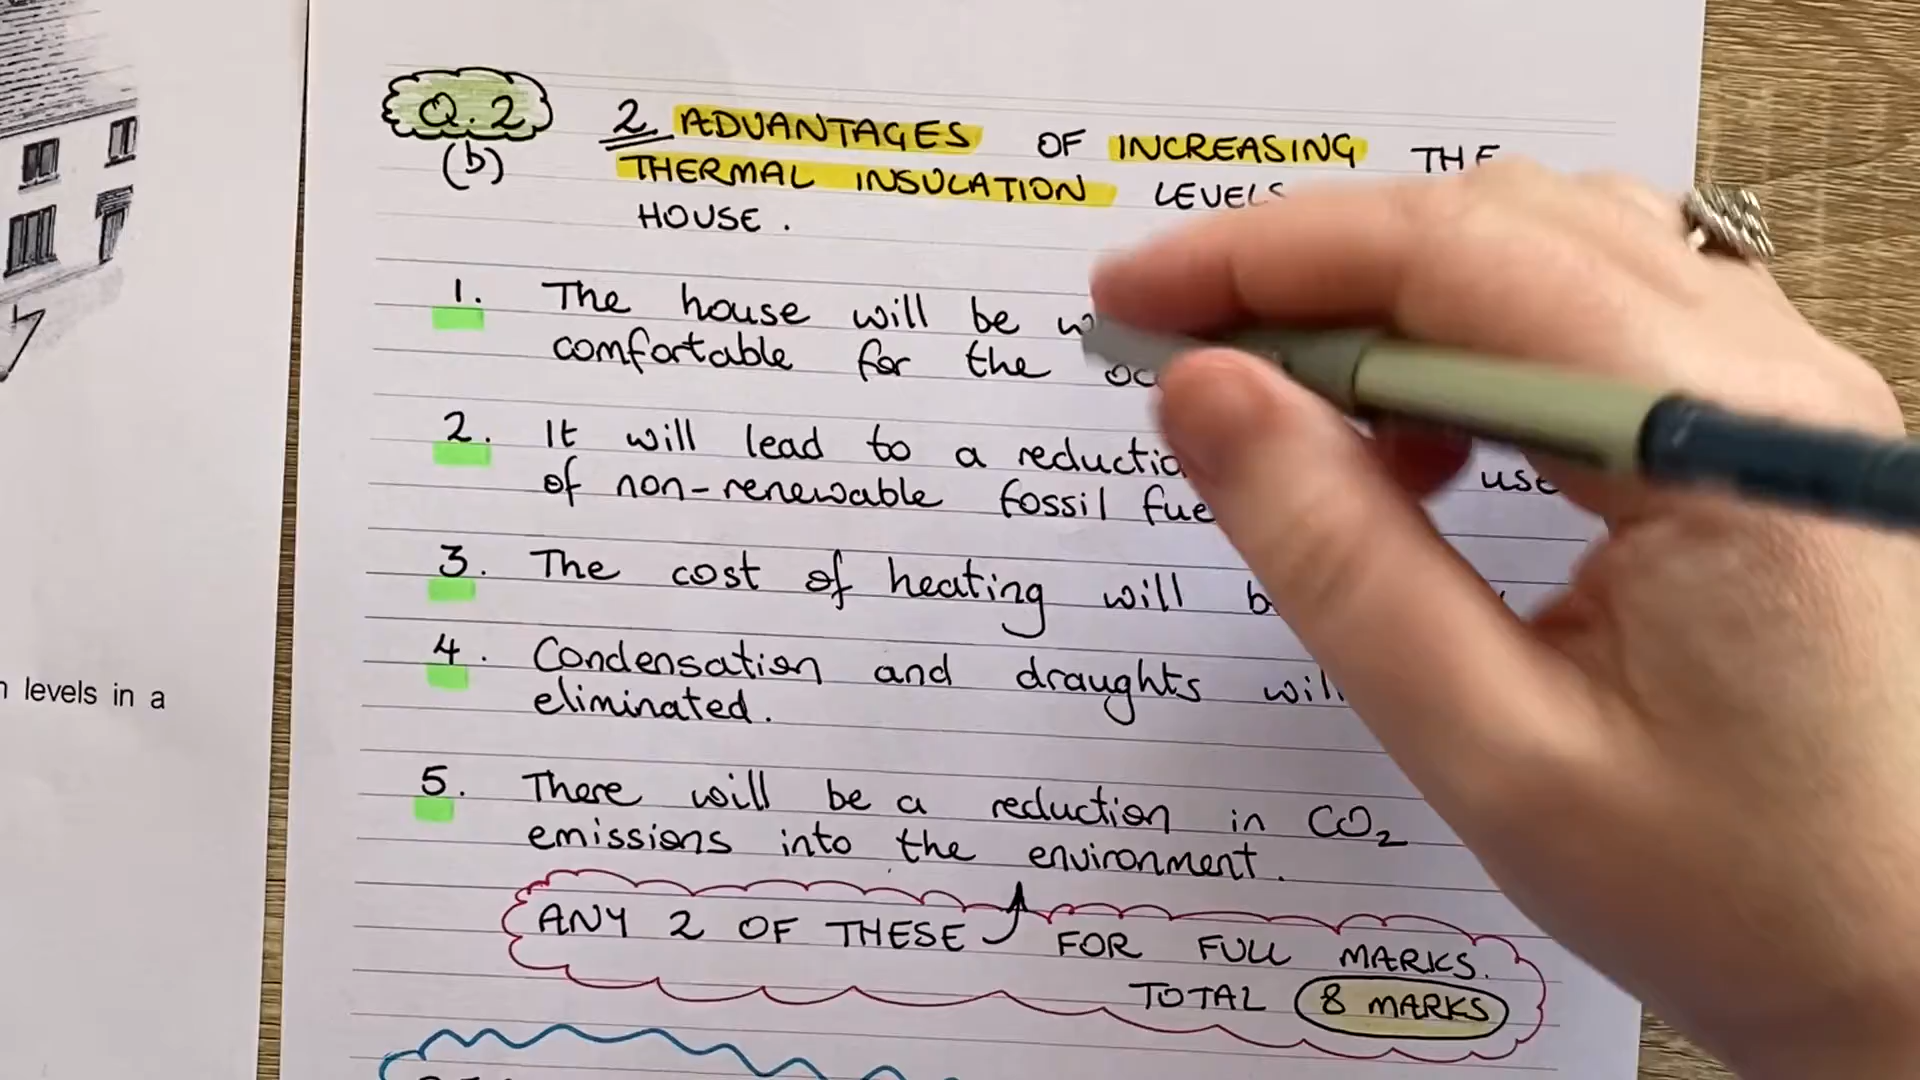 Q.2
(b)
2 ADVANTAGES OF INCREASING THE
THERMAL INSULATION LEVELS
HOUSE.
1. The house will be
comfortable for the
2. It will lead to a use
of non-renewable fossil
3. The cost of heating will
4. Condensation and draughts will
eliminated.
5. There will be a reduction in CO2
emissions into the environment.
ANY 2 OF THESE FOR FULL MARKS.
TOTAL 8 MARKS
levels in a